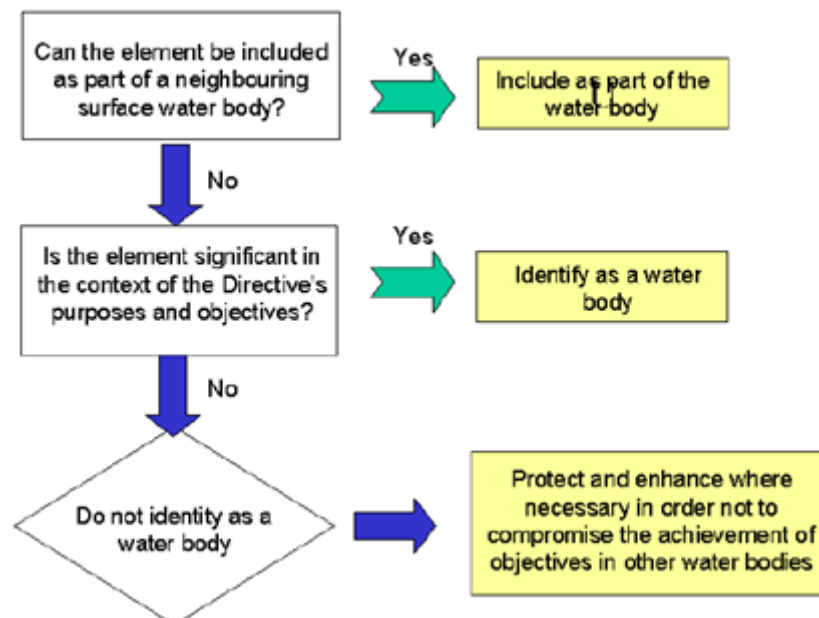 Can the element be included
as part of a neighbouring
surface water body?
Yes
Include as part of the
water body
No
Is the element significant in
the context of the Directive's
purposes and objectives?
Yes
Identify as a water
body
No
Do not identity as a
water body
Protect and enhance where
necessary in order not to
compromise the achievement of
objectives in other water bodies